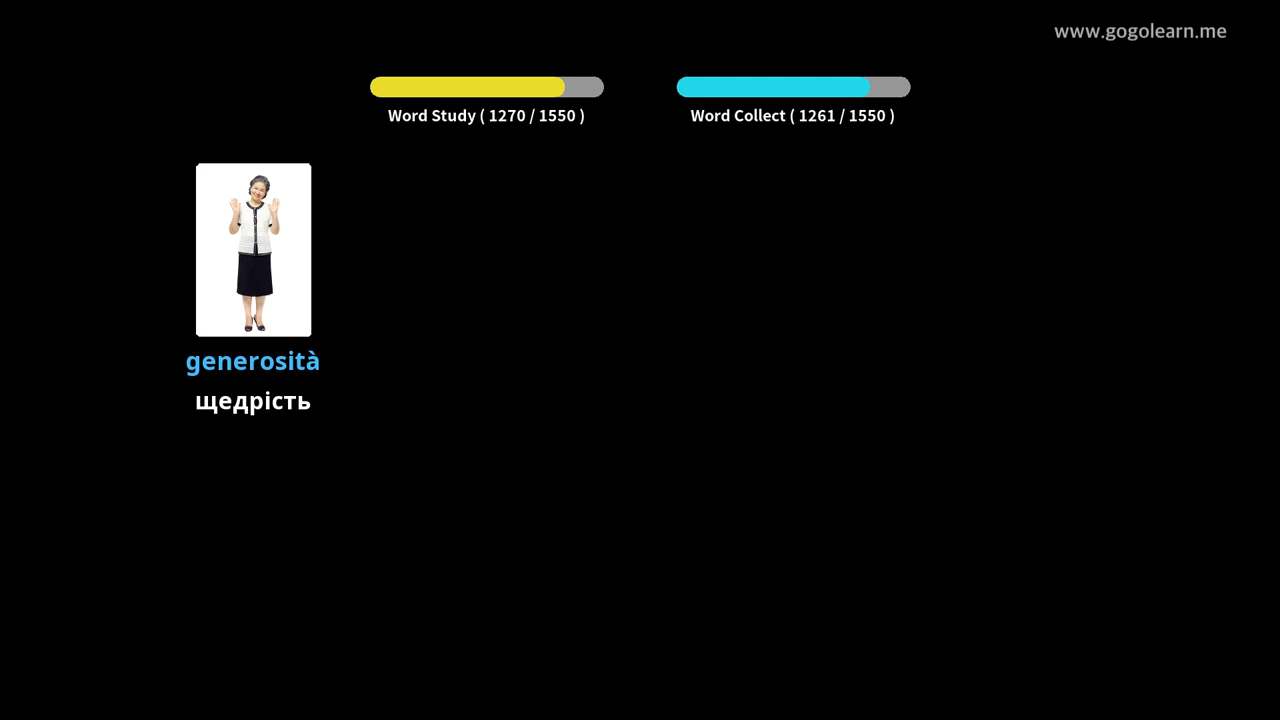 www.gogolearn.me
Word Study ( 1270 / 1550 )
Word Collect ( 1261 / 1550 )
generosità
щедрість